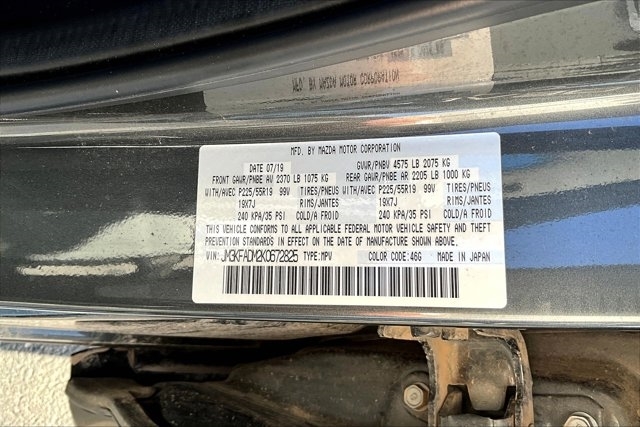 MFD. BY MAZDA MOTOR CORPORATION
MFD. BY MAZDA MOTOR CORPORATION
DATE 07/19 GVWR/PNBV 4575 LB 2075 KG
FRONT GAWR/PNBE AV 2370 LB 1075 KG REAR GAWR/PNBE AR 2205 LB 1000 KG
WITH/AVEC P225/55R19 99V TIRES/PNEUS WITH/AVEC P225/55R19 99V TIRES/PNEUS
19X7J RIMS/JANTES 19X7J RIMS/JANTES
240 KPA/35 PSI COLD/A FROID 240 KPA/35 PSI COLD/A FROID
THIS VEHICLE CONFORMS TO ALL APPLICABLE FEDERAL MOTOR VEHICLE SAFETY AND THEFT
PREVENTION STANDARDS IN EFFECT ON THE DATE OF MANUFACTURE SHOWN ABOVE.
VIN: JM3KFADM2K0672825 TYPE:MPV COLOR CODE:46G MADE IN JAPAN